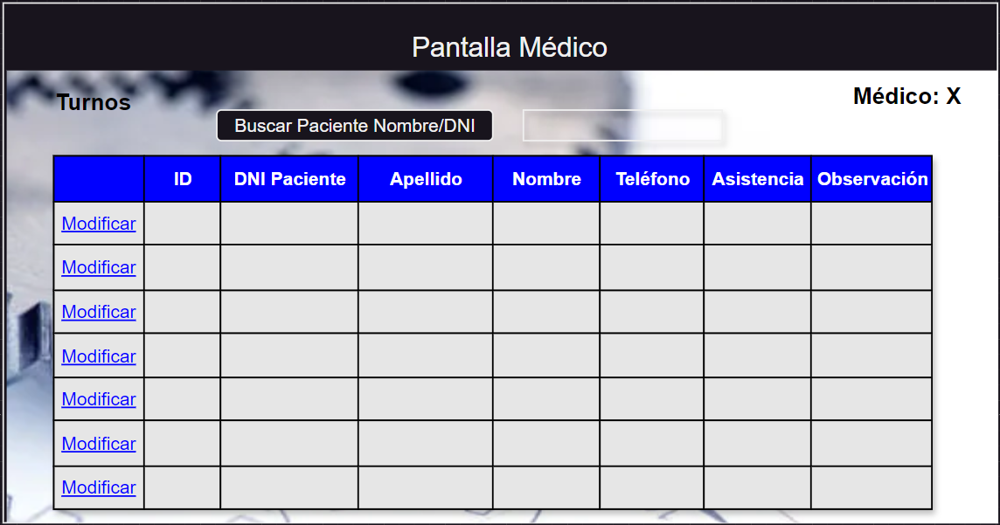 Pantalla Médico
Turnos
Médico: X
Buscar Paciente Nombre/DNI
ID DNI Paciente Apellido Nombre Teléfono Asistencia Observación
Modificar
Modificar
Modificar
Modificar
Modificar
Modificar
Modificar